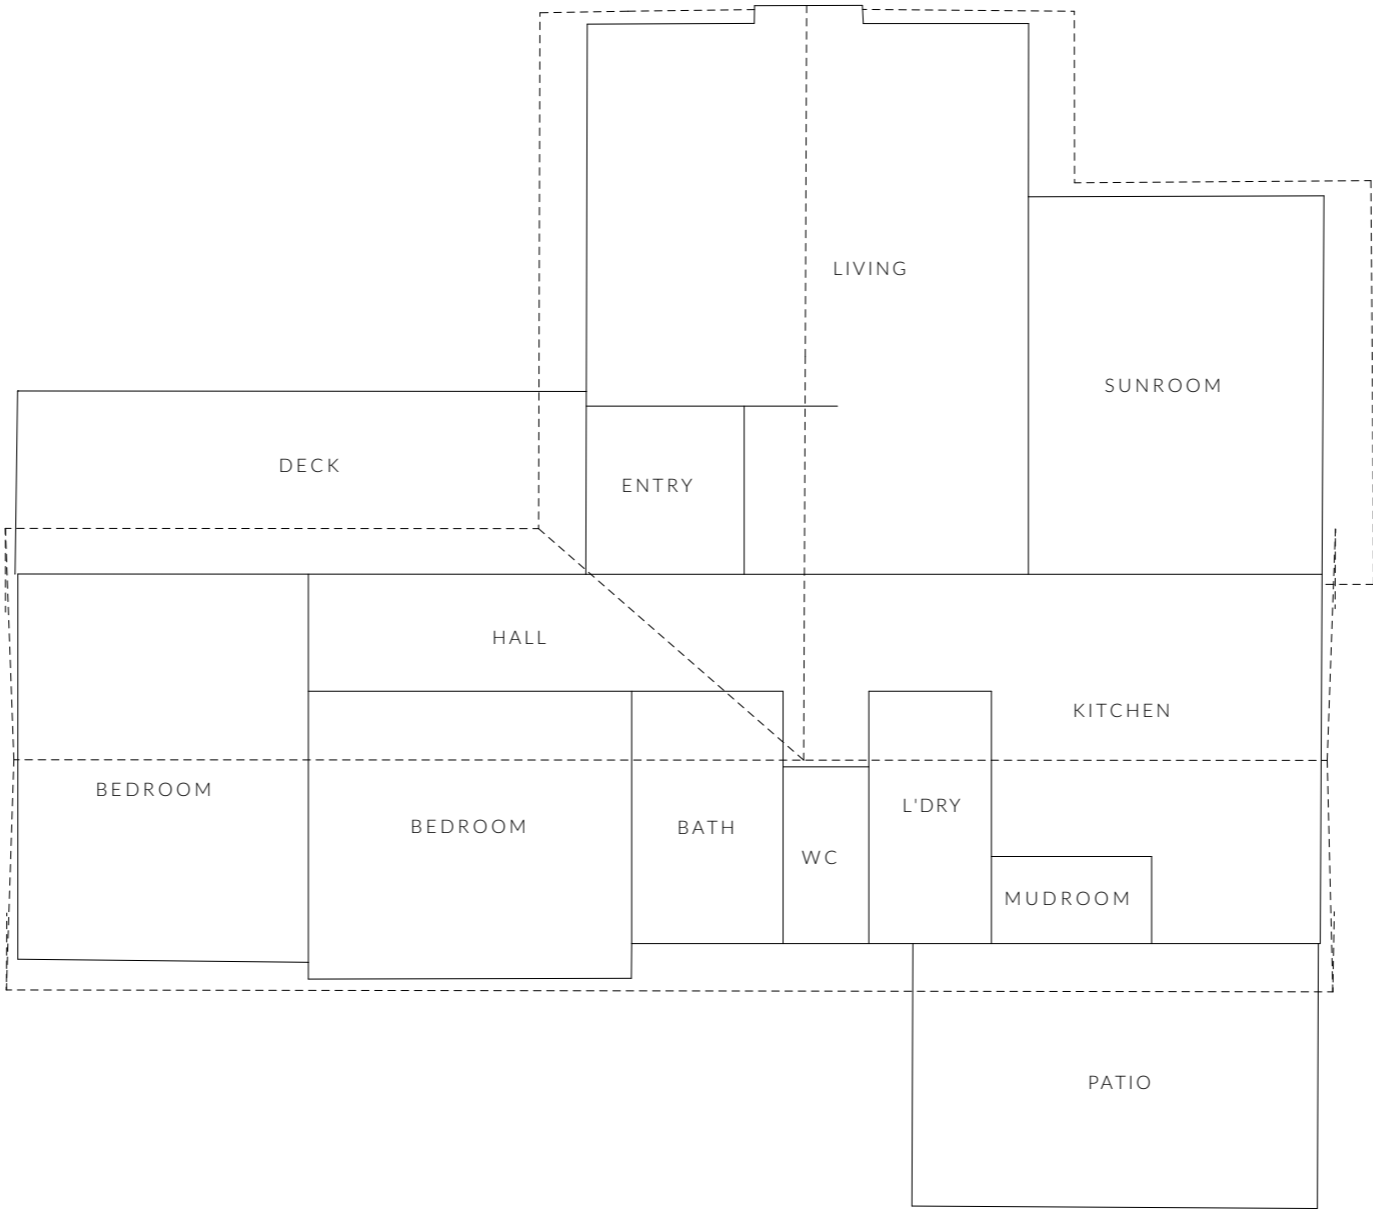 LIVING
SUNROOM
DECK
ENTRY
HALL
KITCHEN
BEDROOM
BEDROOM
BATH
WC
L'DRY
MUDROOM
PATIO